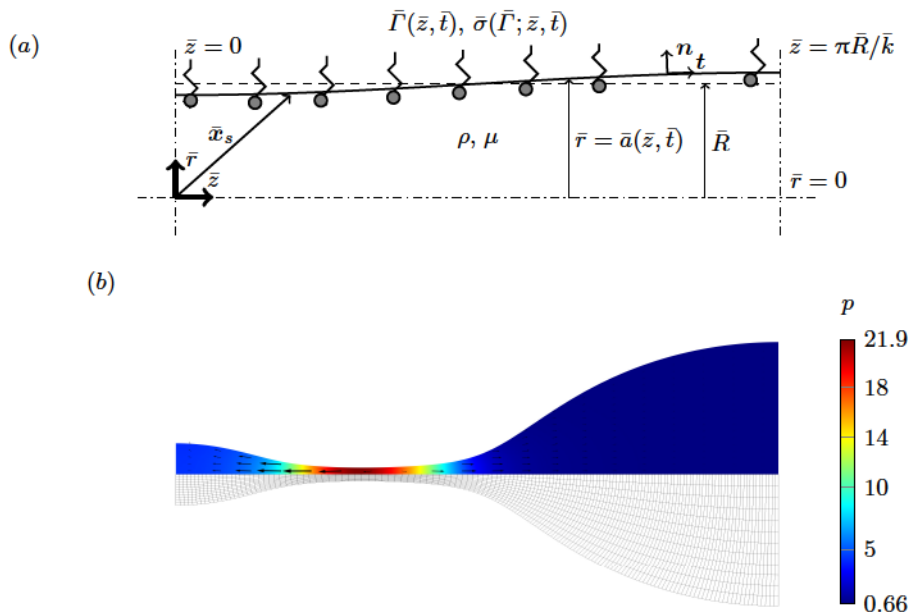 Γ̄(z̄, t̄), σ̄(Γ̄; z̄, t̄)
(a)
z̄ = 0
n
t
z̄ = πR̄/k̄
x̄ₛ
ρ, μ
r̄ = ā(z̄, t̄)
R̄
r̄
z̄
r̄ = 0
(b)
p
21.9
18
14
10
5
0.66